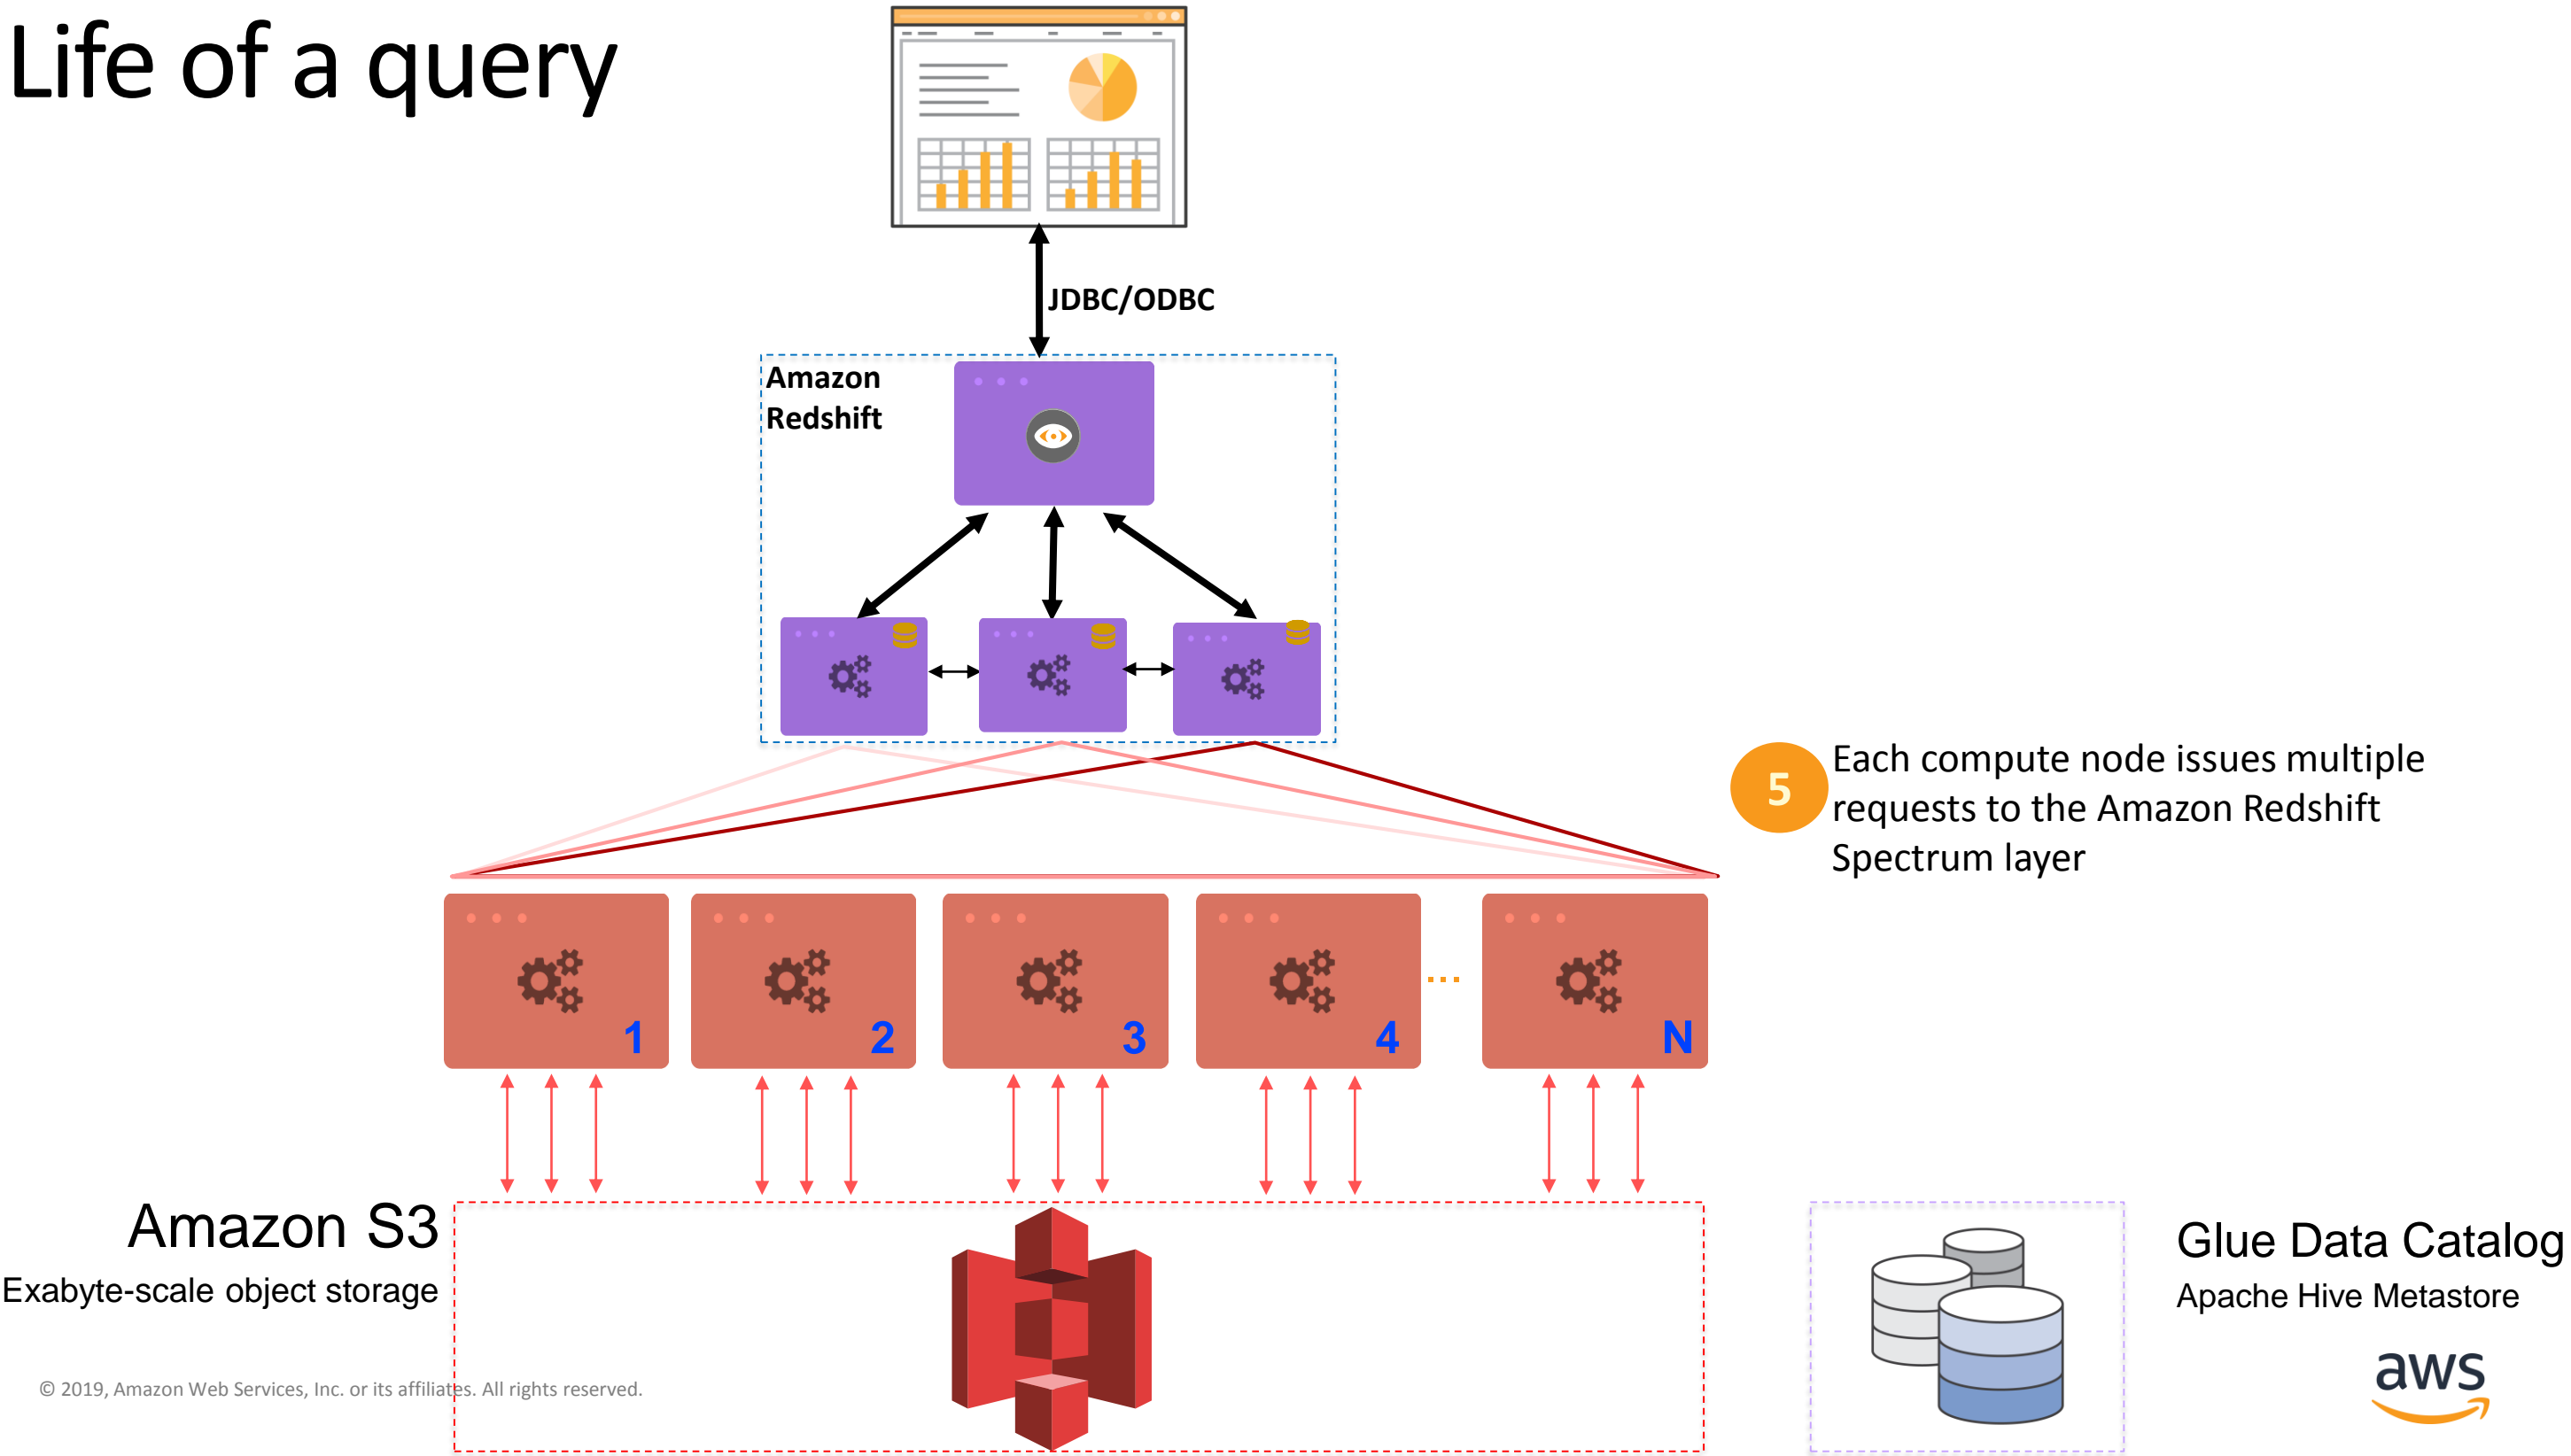 Life of a query
JDBC/ODBC
Amazon
Redshift
5
Each compute node issues multiple
requests to the Amazon Redshift
Spectrum layer
1
2
3
4
...
N
Amazon S3
Exabyte-scale object storage
Glue Data Catalog
Apache Hive Metastore
© 2019, Amazon Web Services, Inc. or its affiliates. All rights reserved.
aws